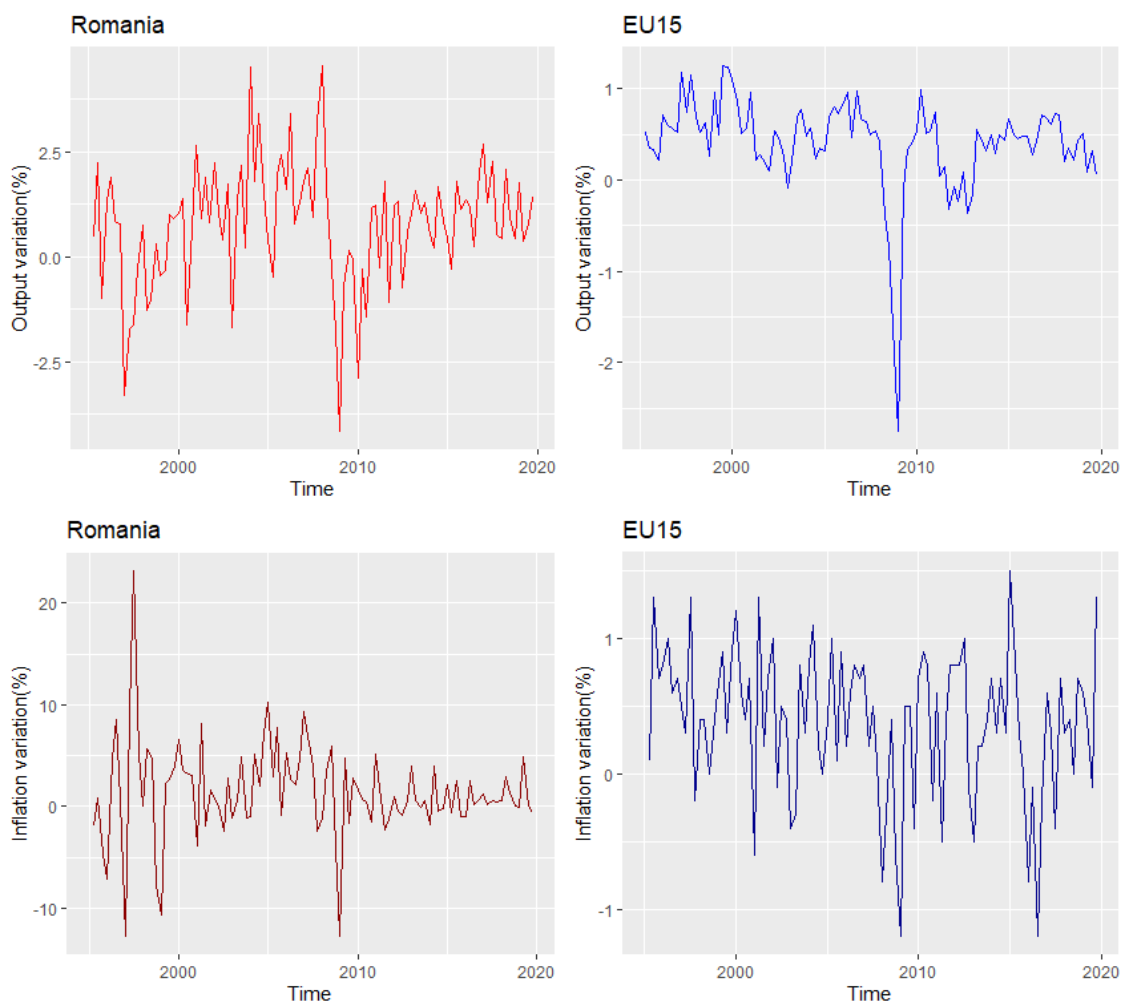 Romania
Output variation(%)
2.5
0.0
-2.5
2000
2010
2020
Time
EU15
Output variation(%)
1
0
-1
-2
2000
2010
2020
Time
Romania
Inflation variation(%)
20
10
0
-10
2000
2010
2020
Time
EU15
Inflation variation(%)
1
0
-1
2000
2010
2020
Time